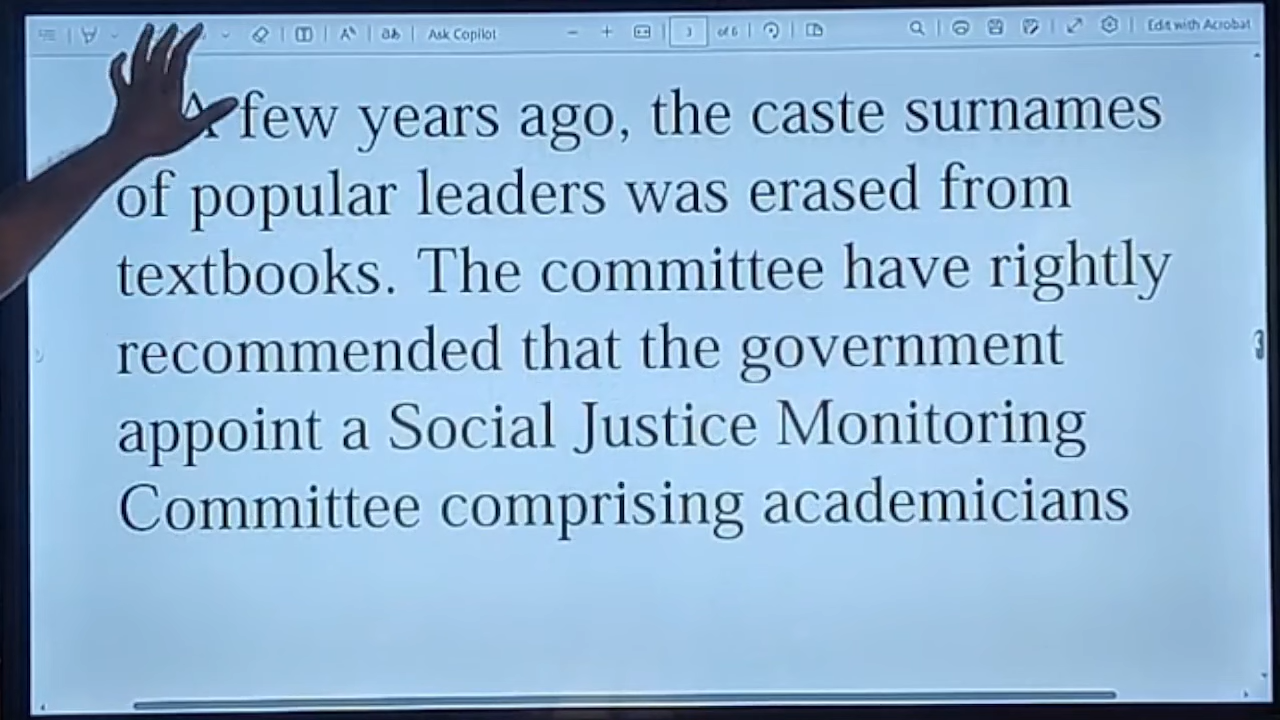 Ask Copilot
3
of 6
Edit with Acrobat
A few years ago, the caste surnames
of popular leaders was erased from
textbooks. The committee have rightly
recommended that the government
appoint a Social Justice Monitoring
Committee comprising academicians